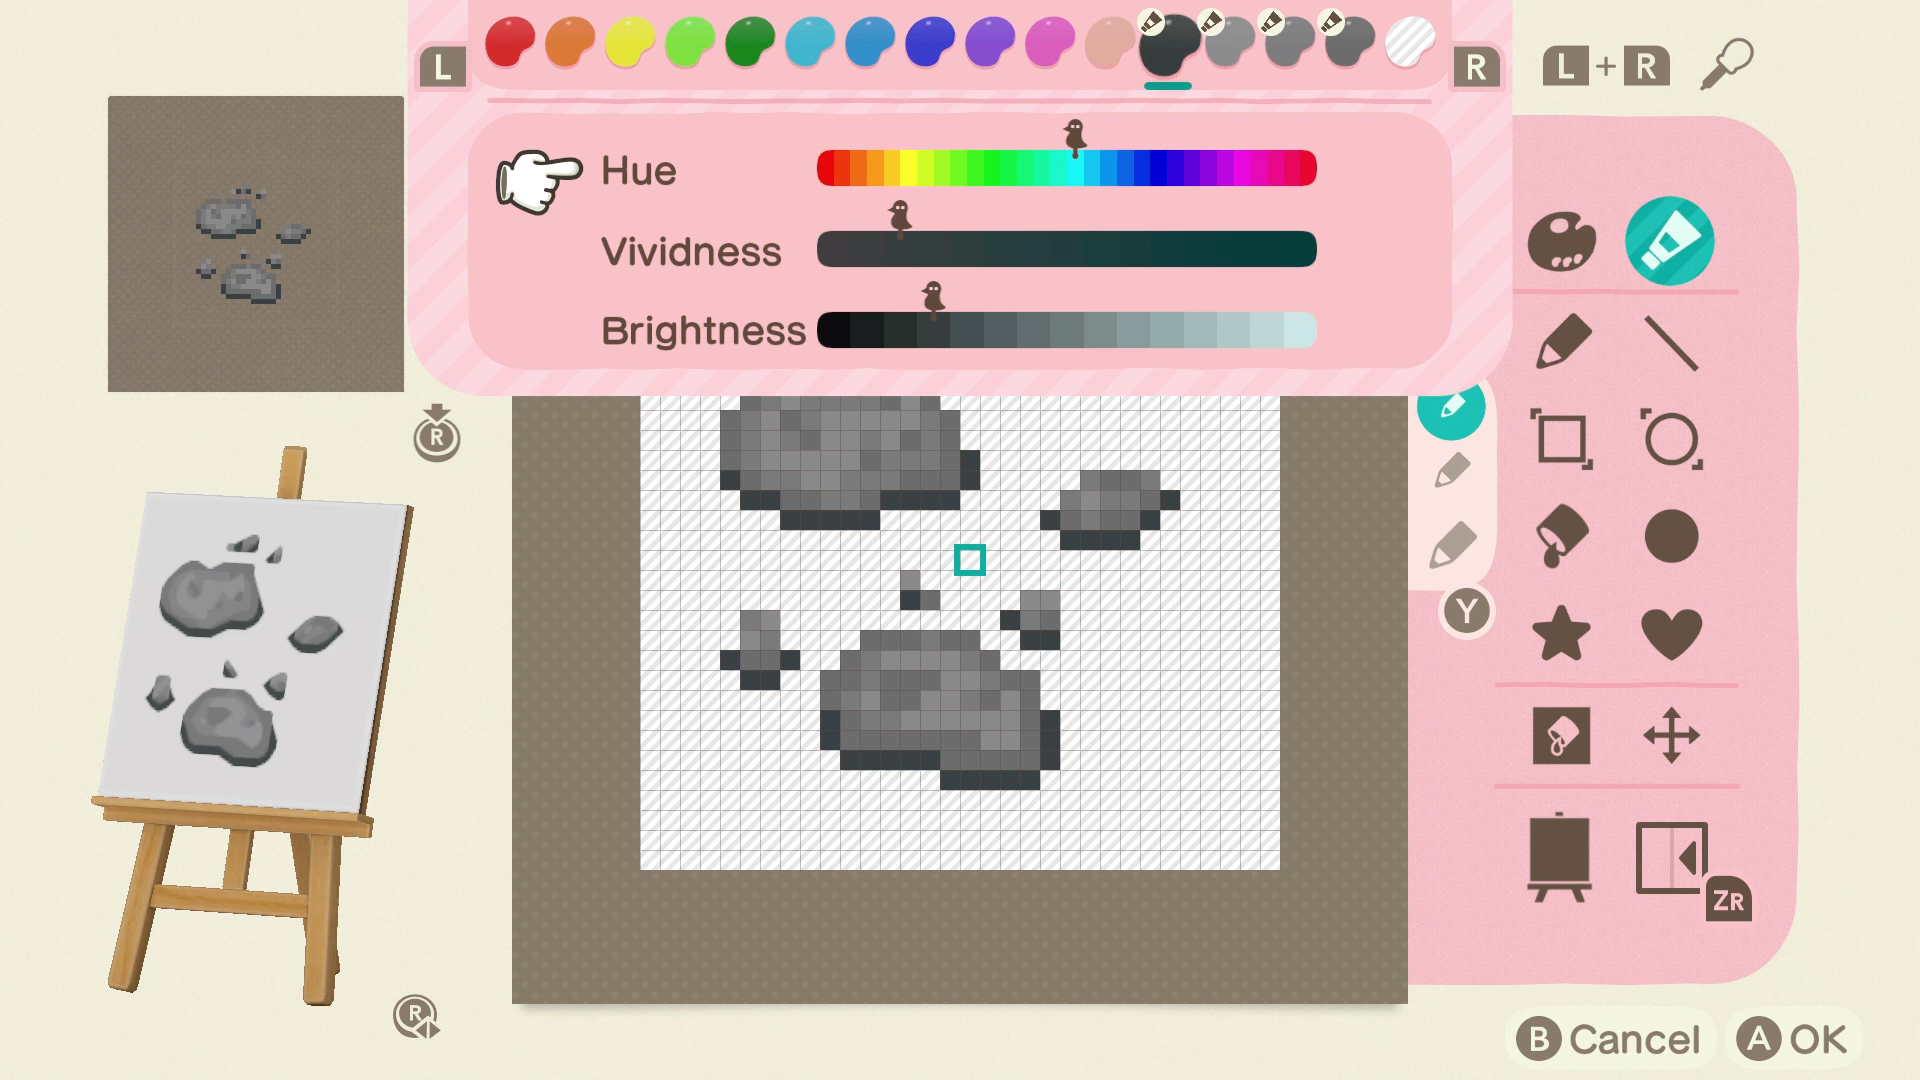 L
R
L + R
Hue
Vividness
Brightness
R
Y
ZR
R
B Cancel
A OK